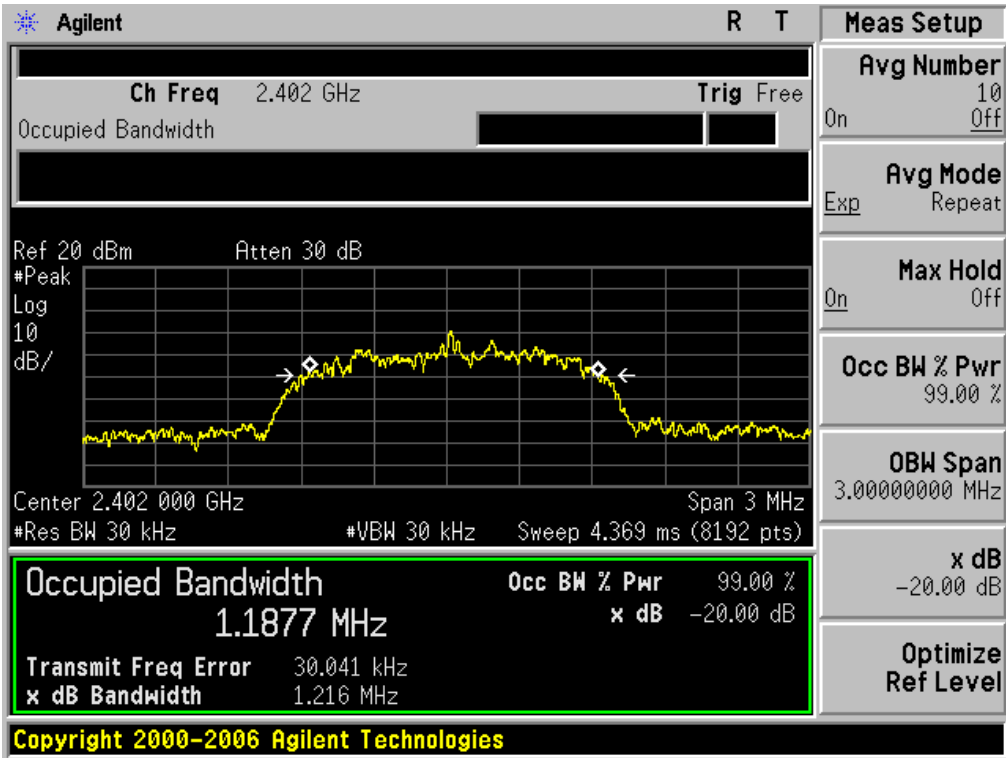 Agilent R T
Ch Freq 2.402 GHz Trig Free
Occupied Bandwidth
Ref 20 dBm Atten 30 dB
#Peak
Log
10
dB/
Center 2.402 000 GHz Span 3 MHz
#Res BW 30 kHz #VBW 30 kHz Sweep 4.369 ms (8192 pts)
Occupied Bandwidth Occ BW % Pwr 99.00 %
1.1877 MHz x dB -20.00 dB
Transmit Freq Error 30.041 kHz
x dB Bandwidth 1.216 MHz
Copyright 2000-2006 Agilent Technologies
Meas Setup
Avg Number
10
On Off
Avg Mode
Exp Repeat
Max Hold
On Off
Occ BW % Pwr
99.00 %
OBW Span
3.00000000 MHz
x dB
-20.00 dB
Optimize
Ref Level